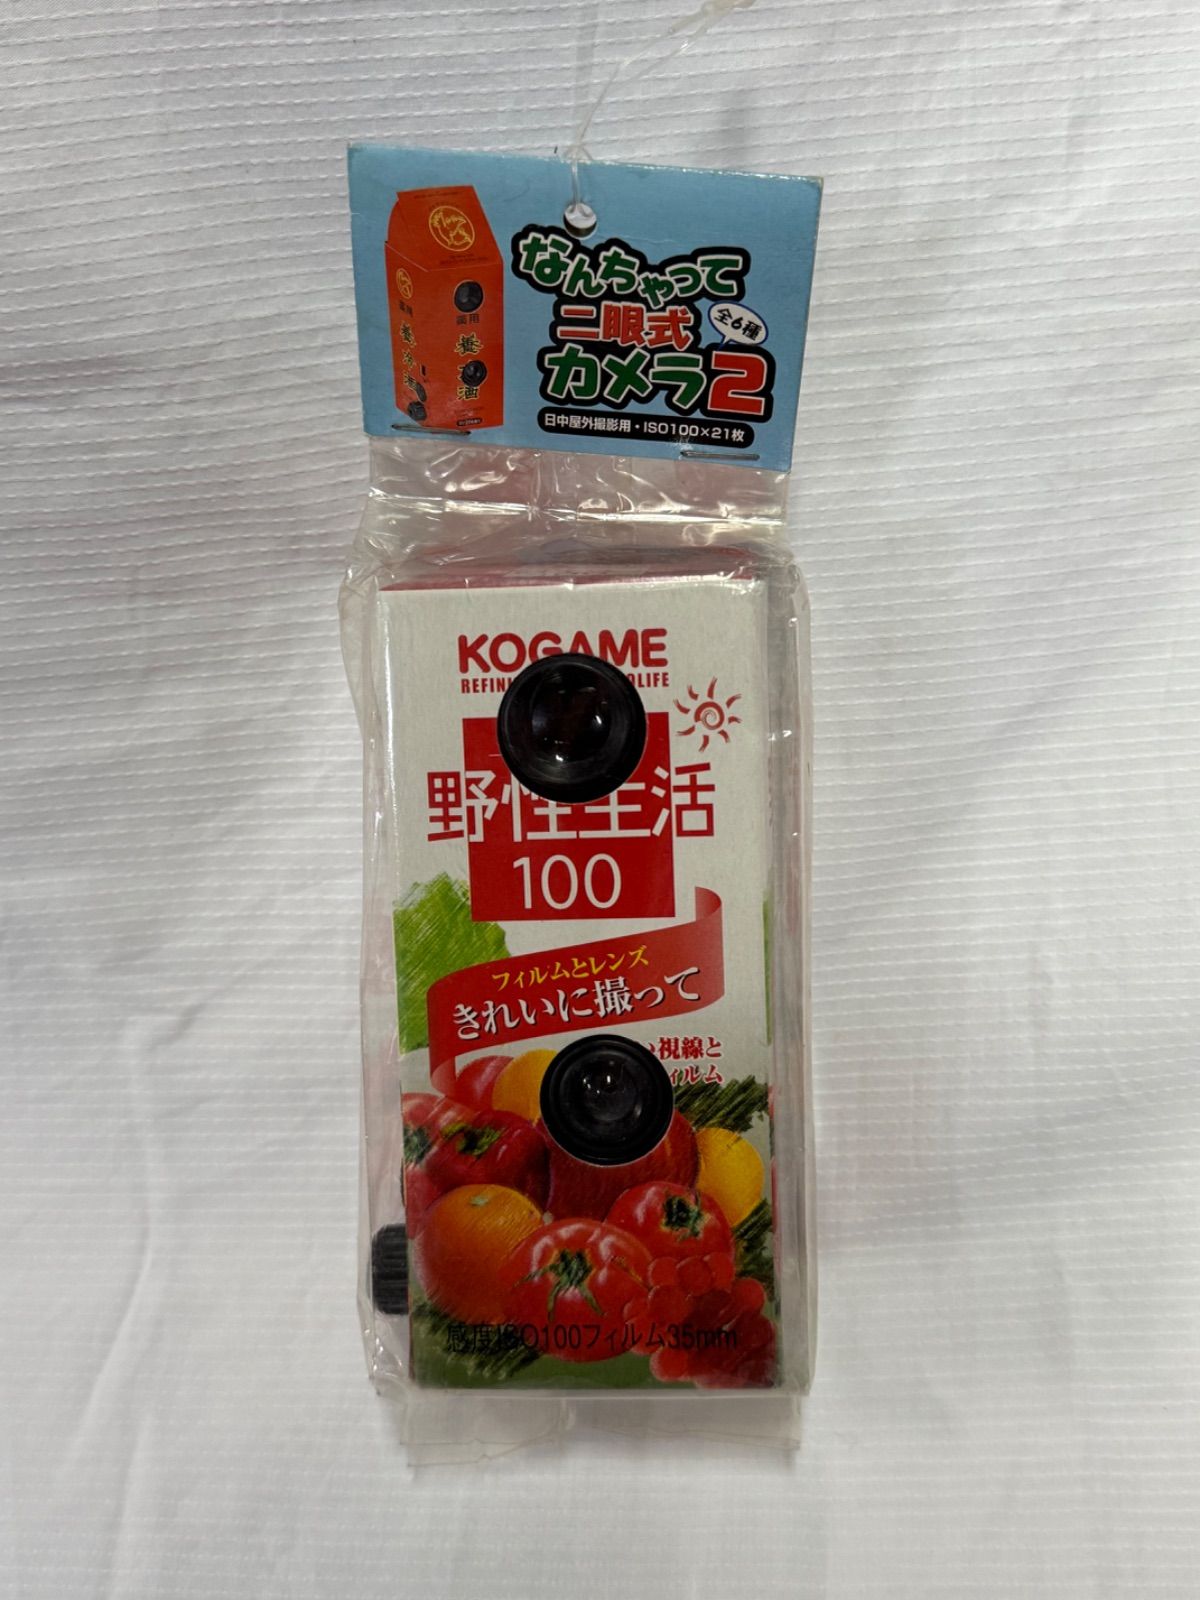 なんちゃって
二眼式
全6種
カメラ2
日中屋外撮影用・ISO100×21枚
薬用
養
酒
KOGAME
野性生活
100
フィルムとレンズ
きれいに撮って
視線と
ィルム
感度ISO100フィルム35mm